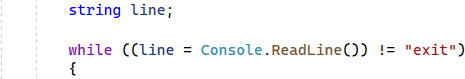 string line;
while ((line = Console.ReadLine()) != "exit")
{